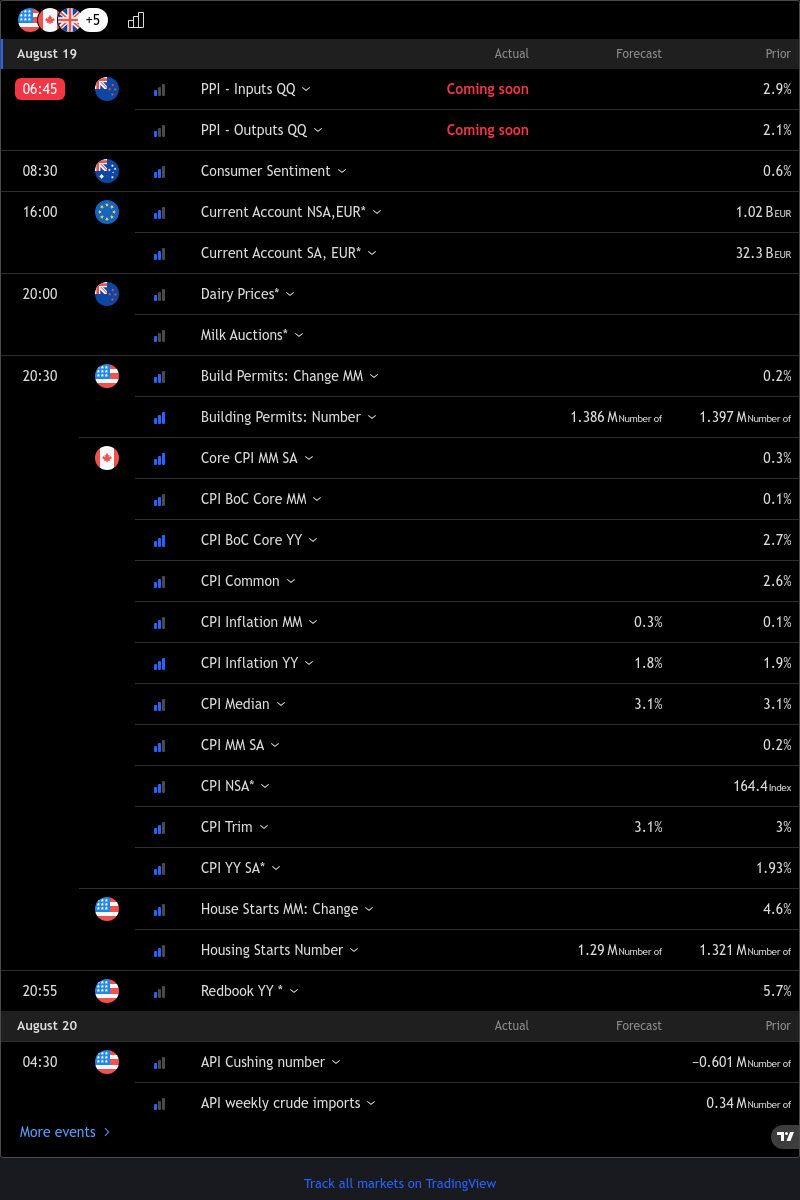 +5
August 19 Actual Forecast Prior
06:45 PPI - Inputs QQ Coming soon 2.9%
PPI - Outputs QQ Coming soon 2.1%
08:30 Consumer Sentiment 0.6%
16:00 Current Account NSA,EUR* 1.02 B EUR
Current Account SA, EUR* 32.3 B EUR
20:00 Dairy Prices*
Milk Auctions*
20:30 Build Permits: Change MM 0.2%
Building Permits: Number 1.386 M Number of 1.397 M Number of
Core CPI MM SA 0.3%
CPI BoC Core MM 0.1%
CPI BoC Core YY 2.7%
CPI Common 2.6%
CPI Inflation MM 0.3% 0.1%
CPI Inflation YY 1.8% 1.9%
CPI Median 3.1% 3.1%
CPI MM SA 0.2%
CPI NSA* 164.4 Index
CPI Trim 3.1% 3%
CPI YY SA* 1.93%
House Starts MM: Change 4.6%
Housing Starts Number 1.29 M Number of 1.321 M Number of
20:55 Redbook YY * 5.7%
August 20 Actual Forecast Prior
04:30 API Cushing number −0.601 M Number of
API weekly crude imports 0.34 M Number of
More events
Track all markets on TradingView